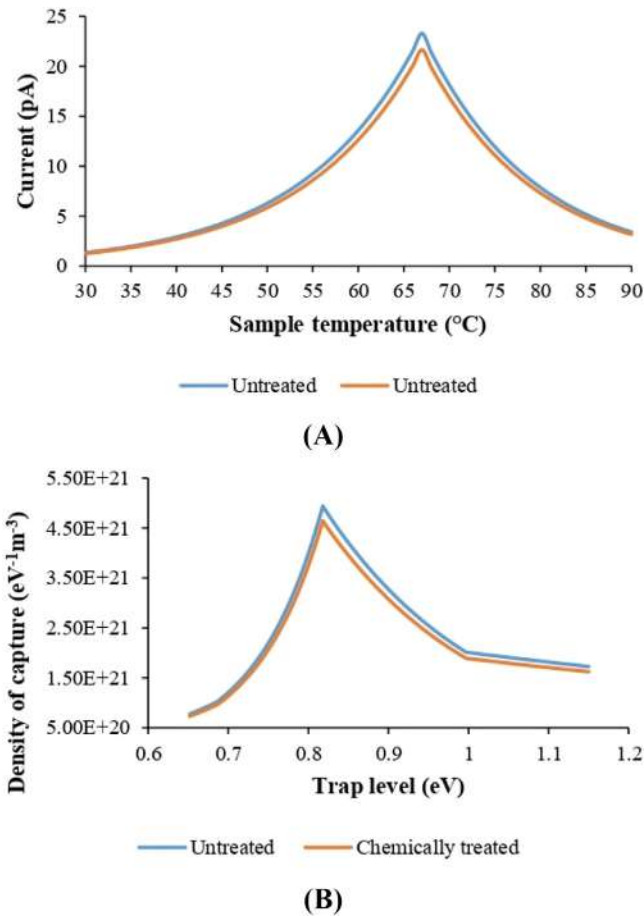 25
20
15
10
5
0
Current (pA)
30 35 40 45 50 55 60 65 70 75 80 85 90
Sample temperature (°C)
Untreated Untreated
(A)
5.50E+21
4.50E+21
3.50E+21
2.50E+21
1.50E+21
5.00E+20
Density of capture (eV⁻¹m⁻³)
0.6 0.7 0.8 0.9 1 1.1 1.2
Trap level (eV)
Untreated Chemically treated
(B)